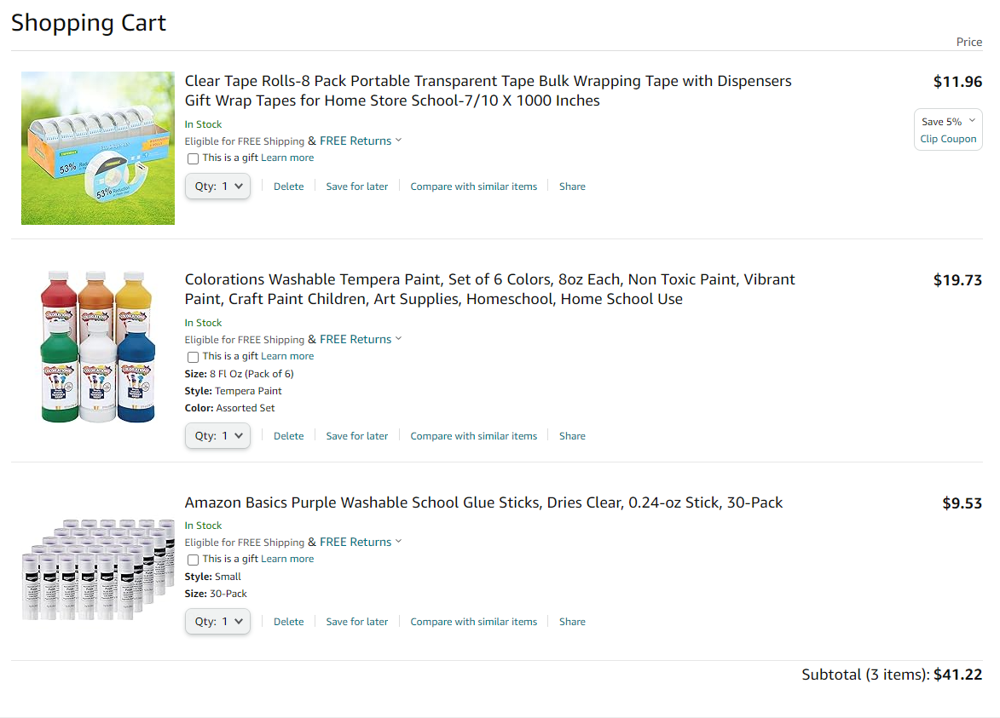 Shopping Cart
Price
Clear Tape Rolls-8 Pack Portable Transparent Tape Bulk Wrapping Tape with Dispensers
Gift Wrap Tapes for Home Store School-7/10 X 1000 Inches
$11.96
In Stock
Eligible for FREE Shipping & FREE Returns
This is a gift Learn more
Save 5%
Clip Coupon
Qty: 1
Delete
Save for later
Compare with similar items
Share
53%
53% Reduction
Colorations Washable Tempera Paint, Set of 6 Colors, 8oz Each, Non Toxic Paint, Vibrant
Paint, Craft Paint Children, Art Supplies, Homeschool, Home School Use
$19.73
In Stock
Eligible for FREE Shipping & FREE Returns
This is a gift Learn more
Size: 8 Fl Oz (Pack of 6)
Style: Tempera Paint
Color: Assorted Set
Qty: 1
Delete
Save for later
Compare with similar items
Share
Amazon Basics Purple Washable School Glue Sticks, Dries Clear, 0.24-oz Stick, 30-Pack
$9.53
In Stock
Eligible for FREE Shipping & FREE Returns
This is a gift Learn more
Style: Small
Size: 30-Pack
Qty: 1
Delete
Save for later
Compare with similar items
Share
Subtotal (3 items): $41.22